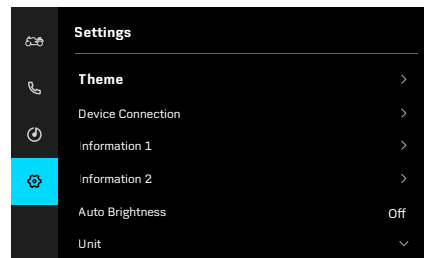 Settings
Theme
Device Connection
Information 1
Information 2
Auto Brightness Off
Unit